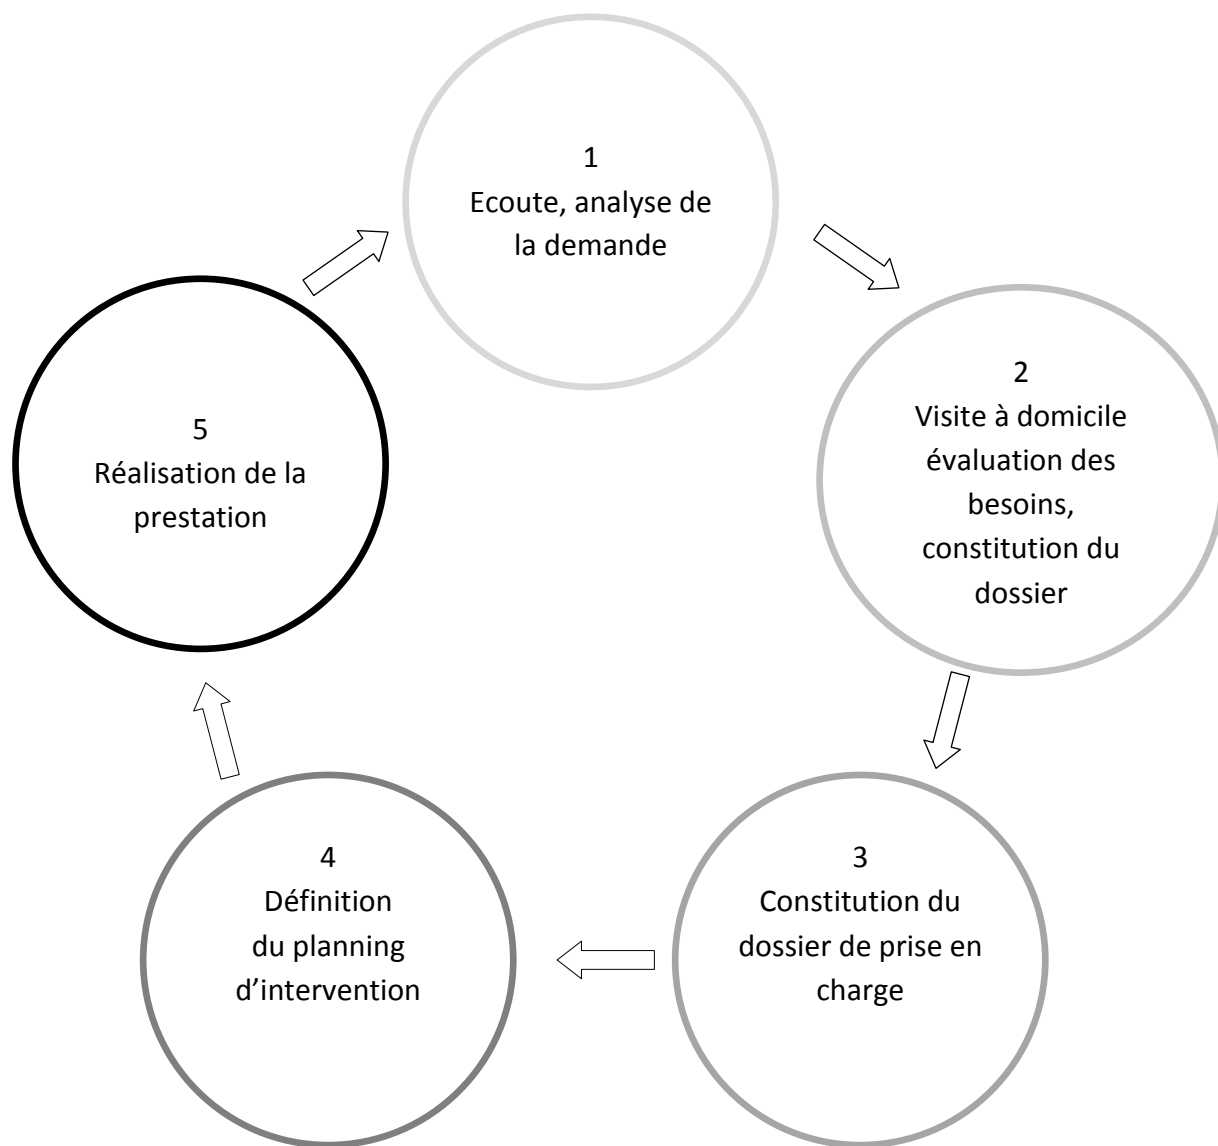 1
Ecoute, analyse de
la demande
2
Visite à domicile
évaluation des
besoins,
constitution du
dossier
3
Constitution du
dossier de prise en
charge
4
Définition
du planning
d’intervention
5
Réalisation de la
prestation